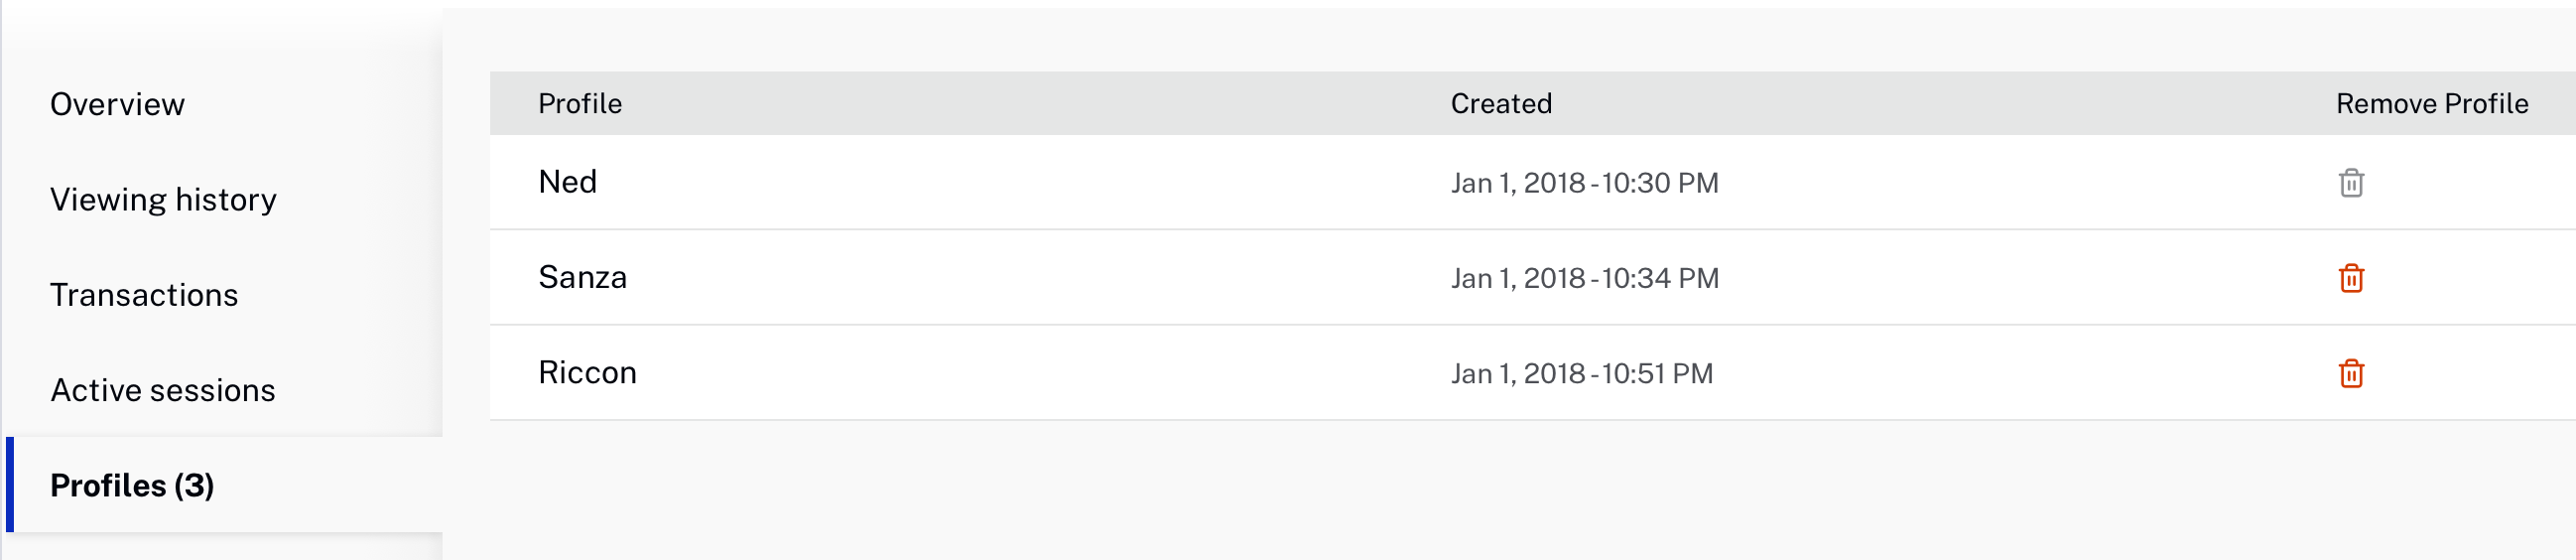 Overview
Viewing history
Transactions
Active sessions
Profiles (3)
Profile Created Remove Profile
Ned Jan 1, 2018 - 10:30 PM
Sanza Jan 1, 2018 - 10:34 PM
Riccon Jan 1, 2018 - 10:51 PM